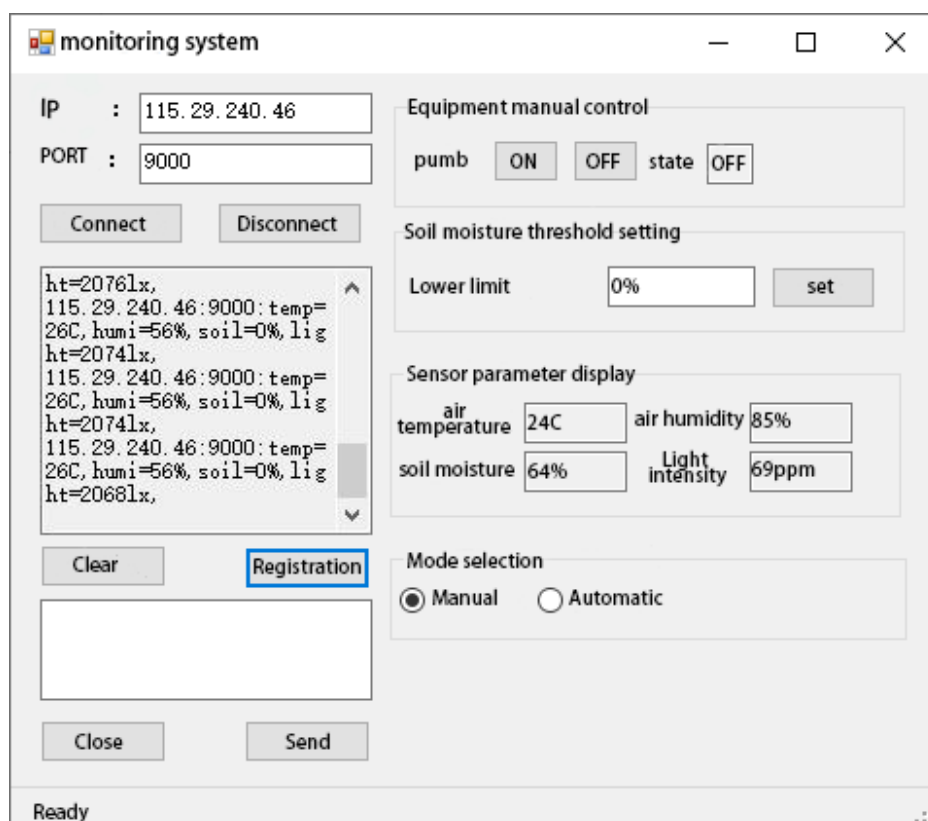 monitoring system
IP :
115.29.240.46
PORT :
9000
Connect
Disconnect
ht=2076lx,
115.29.240.46:9000:temp=
26C, humi=56%, soil=0%, lig
ht=2074lx,
115.29.240.46:9000:temp=
26C, humi=56%, soil=0%, lig
ht=2074lx,
115.29.240.46:9000:temp=
26C, humi=56%, soil=0%, lig
ht=2068lx,
Clear
Registration
Close
Send
Equipment manual control
pumb
ON
OFF
state
OFF
Soil moisture threshold setting
Lower limit
0%
set
Sensor parameter display
air
temperature
24C
air humidity
85%
soil moisture
64%
Light
intensity
69ppm
Mode selection
Manual
Automatic
Ready